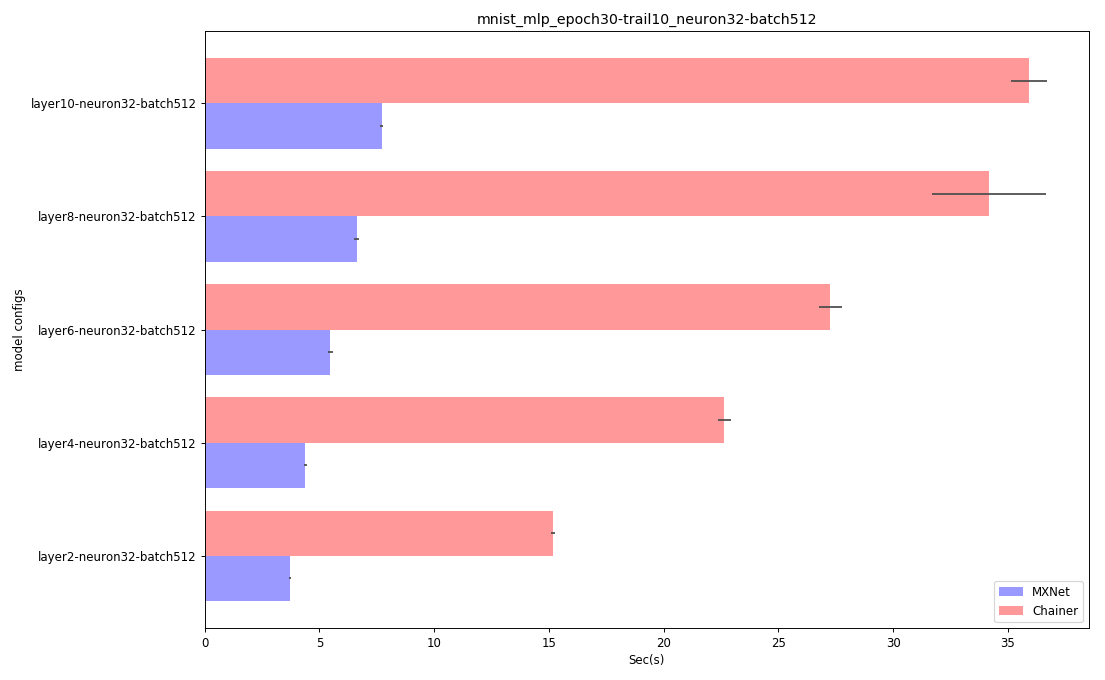 mnist_mlp_epoch30-trail10_neuron32-batch512
layer10-neuron32-batch512
layer8-neuron32-batch512
layer6-neuron32-batch512
layer4-neuron32-batch512
layer2-neuron32-batch512
model configs
0 5 10 15 20 25 30 35
Sec(s)
MXNet
Chainer